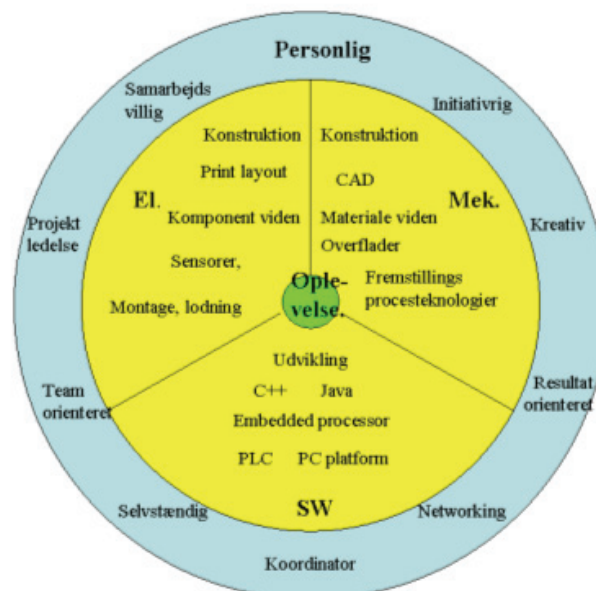 Personlig
Samarbejds
villig
Initiativrig
Konstruktion
Konstruktion
Print layout
CAD
El.
Mek.
Komponent viden
Materiale viden
Projekt
ledelse
Kreativ
Overflader
Sensorer,
Ople-
velse.
Fremstillings
procesteknologier
Montage, lodning
Udvikling
Team
orienteret
C++
Java
Resultat
orienteret
Embedded processor
PLC
PC platform
Selvstændig
SW
Networking
Koordinator